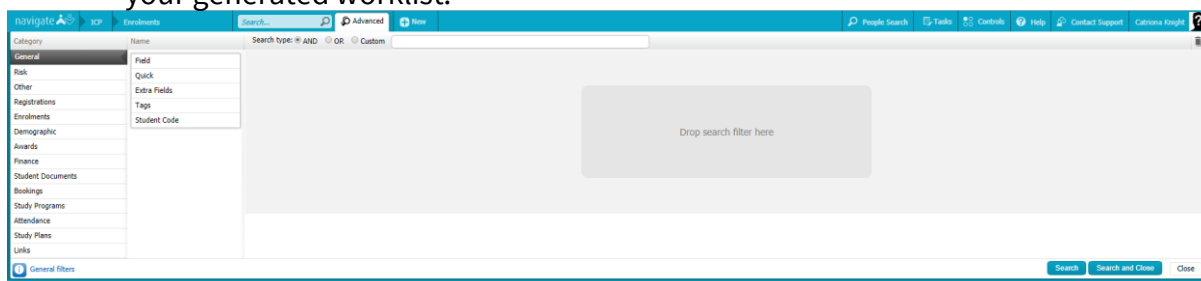 your generated worklist.
navigate ICP Enrolments Search... Advanced New People Search Tasks Controls Help Contact Support Catriona Knight
Category Name Search type: AND OR Custom
General Field
Risk Quick
Other Extra Fields
Registrations Tags
Enrolments Student Code
Demographic Drop search filter here
Awards
Finance
Student Documents
Bookings
Study Programs
Attendance
Study Plans
Links
General filters Search Search and Close Close